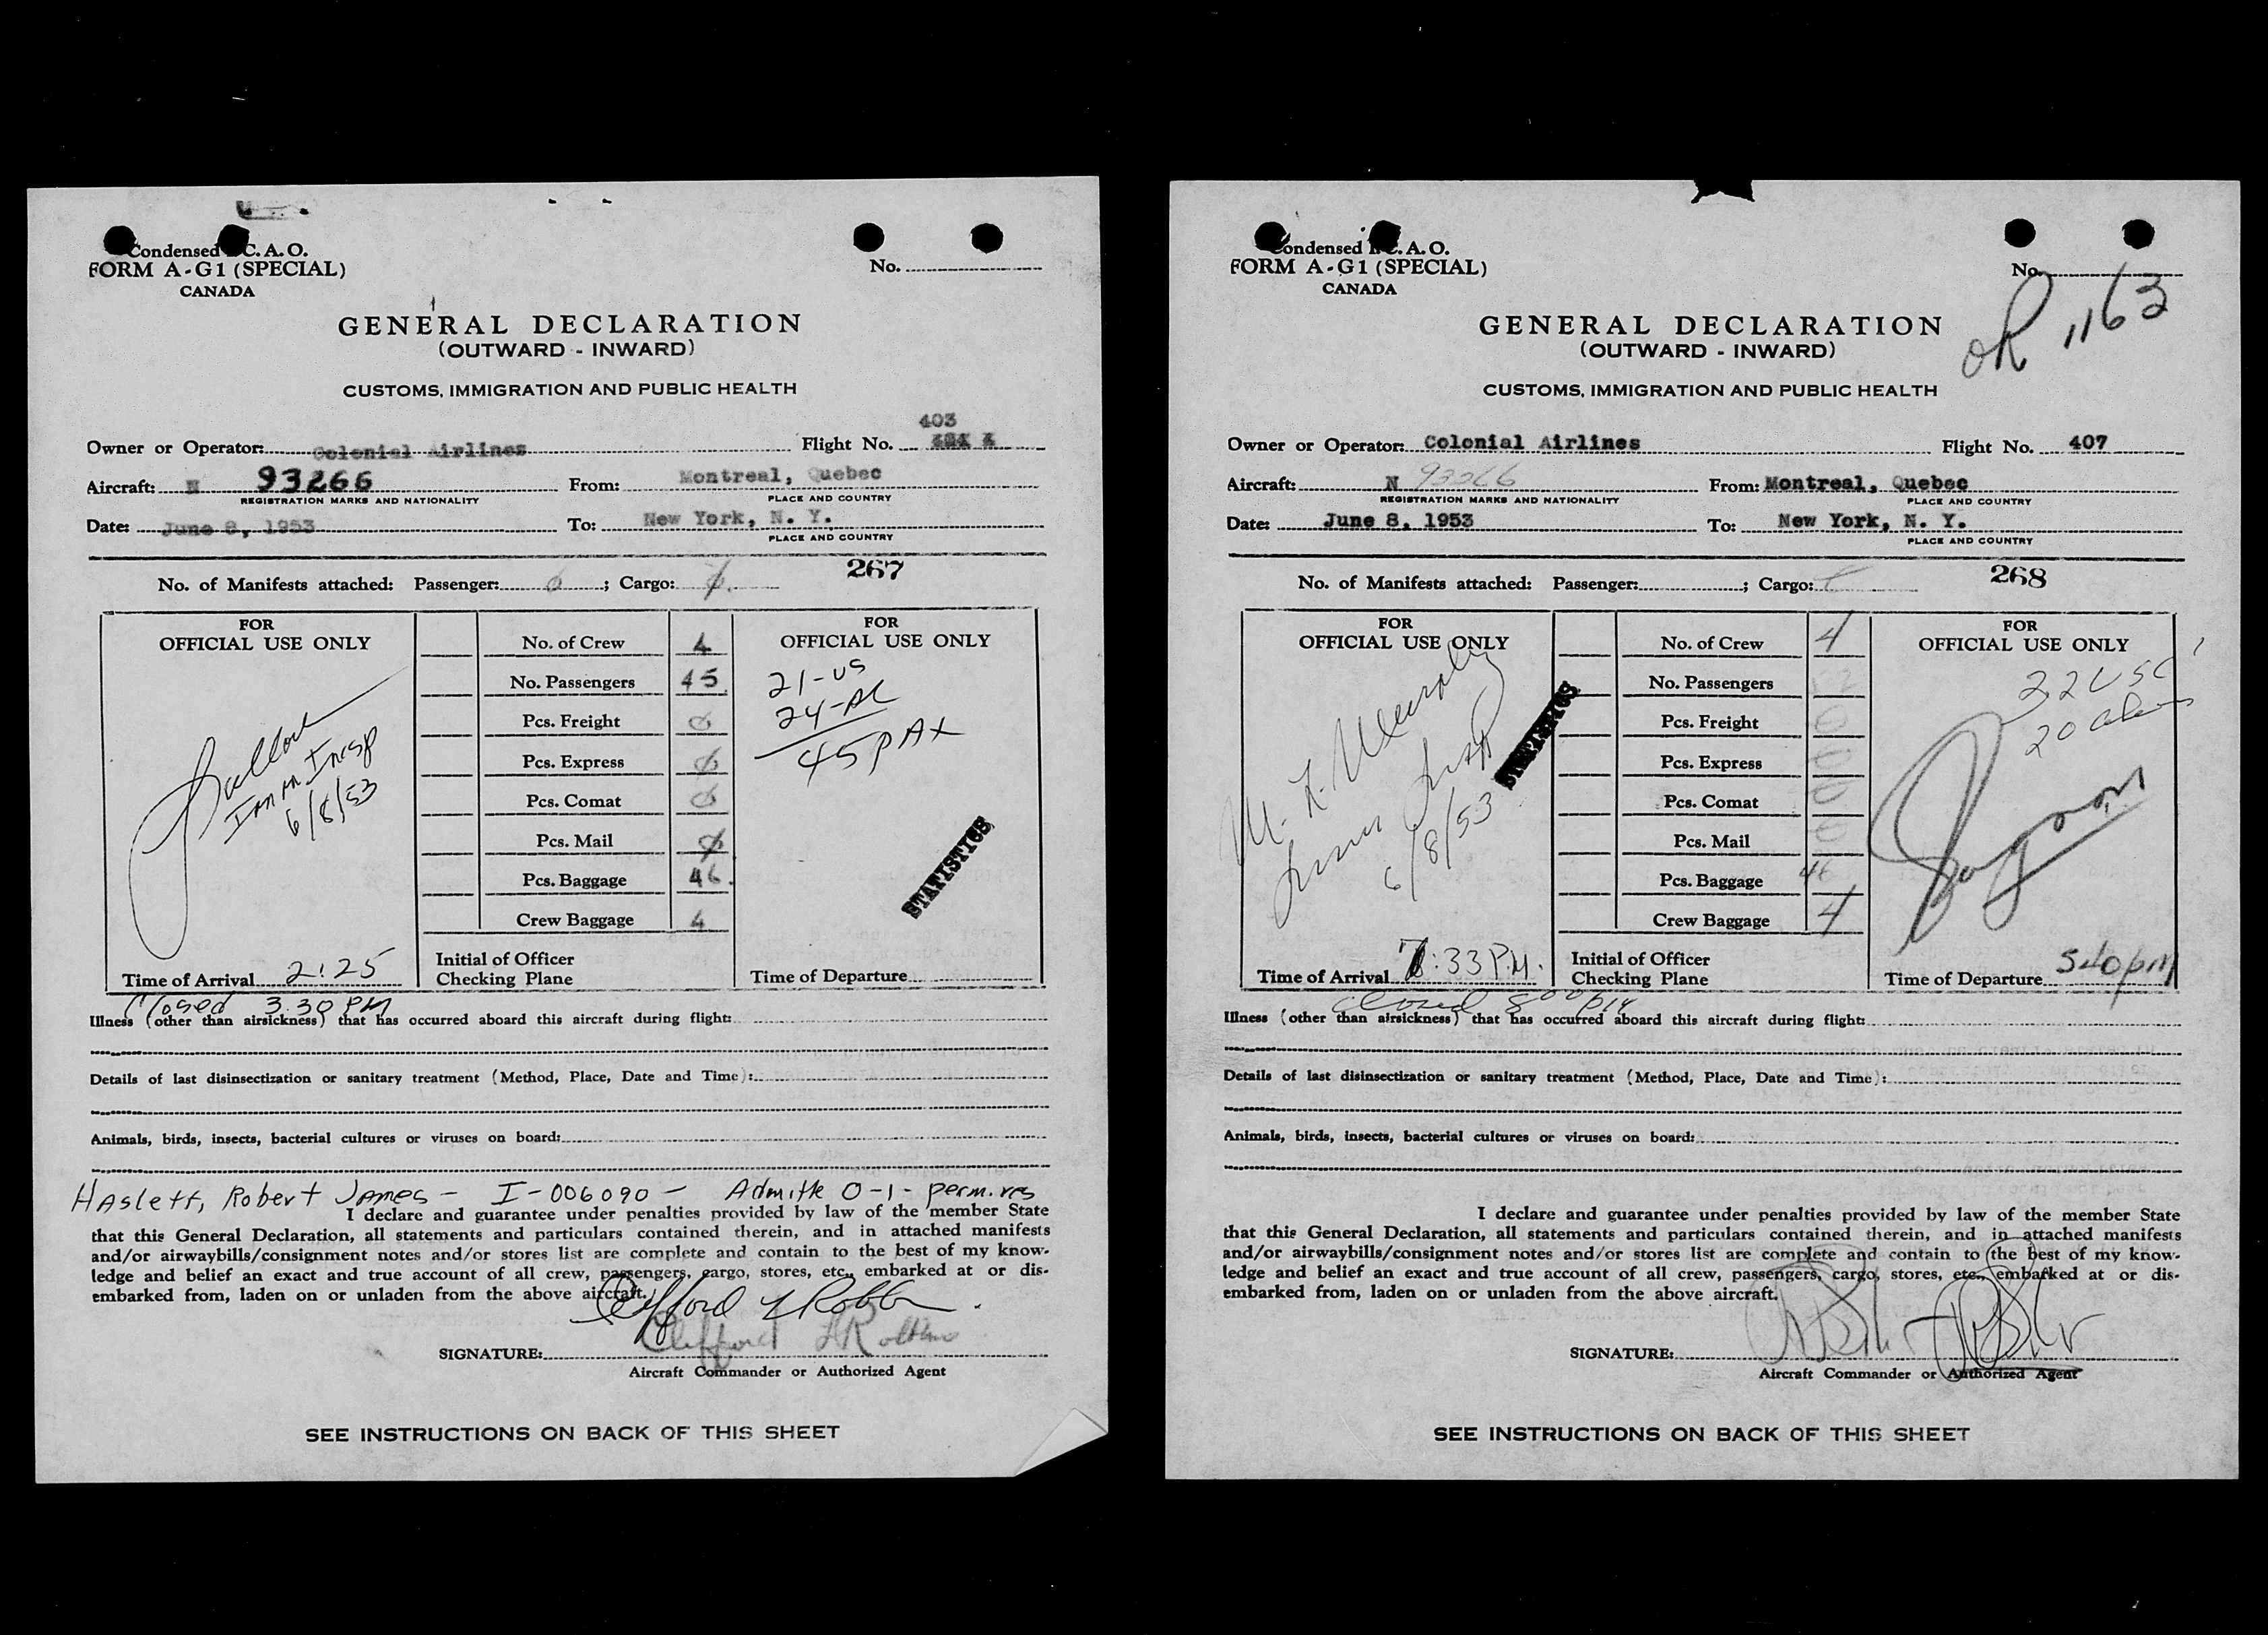 Condensed C. A. O.
FORM A-G1 (SPECIAL)
CANADA
No.
GENERAL DECLARATION
(OUTWARD - INWARD)
CUSTOMS, IMMIGRATION AND PUBLIC HEALTH
403
Owner or Operator: Colonial Airlines Flight No.
Aircraft: N 93266 From: Montreal, Quebec
REGISTRATION MARKS AND NATIONALITY PLACE AND COUNTRY
Date: June 8, 1953 To: New York, N. Y.
PLACE AND COUNTRY
267
No. of Manifests attached: Passenger: 0 ; Cargo: 0
FOR
OFFICIAL USE ONLY
Imm. Insp
6/8/53
Time of Arrival 2:25
No. of Crew 4
No. Passengers 45
Pcs. Freight 0
Pcs. Express 0
Pcs. Comat 0
Pcs. Mail 0
Pcs. Baggage 46
Crew Baggage 4
Initial of Officer
Checking Plane
FOR
OFFICIAL USE ONLY
21-US
24-AL
45 PAX
STATISTICS
Time of Departure
Closed 3.30 PM
Illness (other than airsickness) that has occurred aboard this aircraft during flight:
Details of last disinsectization or sanitary treatment (Method, Place, Date and Time):
Animals, birds, insects, bacterial cultures or viruses on board:
Haslett, Robert James - I-006090 - Admitte 0-1- perm. res
I declare and guarantee under penalties provided by law of the member State
that this General Declaration, all statements and particulars contained therein, and in attached manifests
and/or airwaybills/consignment notes and/or stores list are complete and contain to the best of my know-
ledge and belief an exact and true account of all crew, passengers, cargo, stores, etc., embarked at or dis-
embarked from, laden on or unladen from the above aircraft.
Clifford
Clifford
SIGNATURE:
Aircraft Commander or Authorized Agent
SEE INSTRUCTIONS ON BACK OF THIS SHEET
ondensed I. C. A. O.
FORM A-G1 (SPECIAL)
CANADA
No.
OK 1163
GENERAL DECLARATION
(OUTWARD - INWARD)
CUSTOMS, IMMIGRATION AND PUBLIC HEALTH
Owner or Operator: Colonial Airlines Flight No. 407
Aircraft: N 93266 From: Montreal, Quebec
REGISTRATION MARKS AND NATIONALITY PLACE AND COUNTRY
Date: June 8, 1953 To: New York, N. Y.
PLACE AND COUNTRY
268
No. of Manifests attached: Passenger: ; Cargo:
FOR
OFFICIAL USE ONLY
6/8/53
STATISTICS
Time of Arrival 7:33 P.M.
No. of Crew 4
No. Passengers
Pcs. Freight 0
Pcs. Express 0
Pcs. Comat 0
Pcs. Mail 0
Pcs. Baggage 46
Crew Baggage 4
Initial of Officer
Checking Plane
FOR
OFFICIAL USE ONLY
32 USC
20 aliens
Time of Departure 540 pm
closed 800 pm
Illness (other than airsickness) that has occurred aboard this aircraft during flight:
Details of last disinsectization or sanitary treatment (Method, Place, Date and Time):
Animals, birds, insects, bacterial cultures or viruses on board:
I declare and guarantee under penalties provided by law of the member State
that this General Declaration, all statements and particulars contained therein, and in attached manifests
and/or airwaybills/consignment notes and/or stores list are complete and contain to the best of my know-
ledge and belief an exact and true account of all crew, passengers, cargo, stores, etc., embarked at or dis-
embarked from, laden on or unladen from the above aircraft.
SIGNATURE:
Aircraft Commander or Authorized Agent
SEE INSTRUCTIONS ON BACK OF THIS SHEET